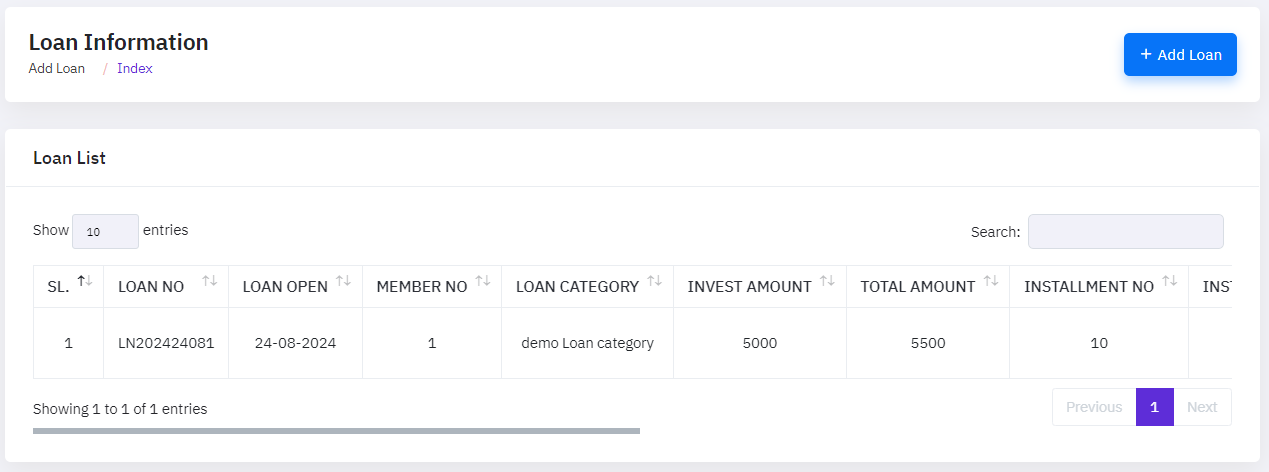 Loan Information
Add Loan / Index
+ Add Loan
Loan List
Show 10 entries
Search:
SL. LOAN NO LOAN OPEN MEMBER NO LOAN CATEGORY INVEST AMOUNT TOTAL AMOUNT INSTALLMENT NO
1 LN202424081 24-08-2024 1 demo Loan category 5000 5500 10
Showing 1 to 1 of 1 entries
Previous 1 Next